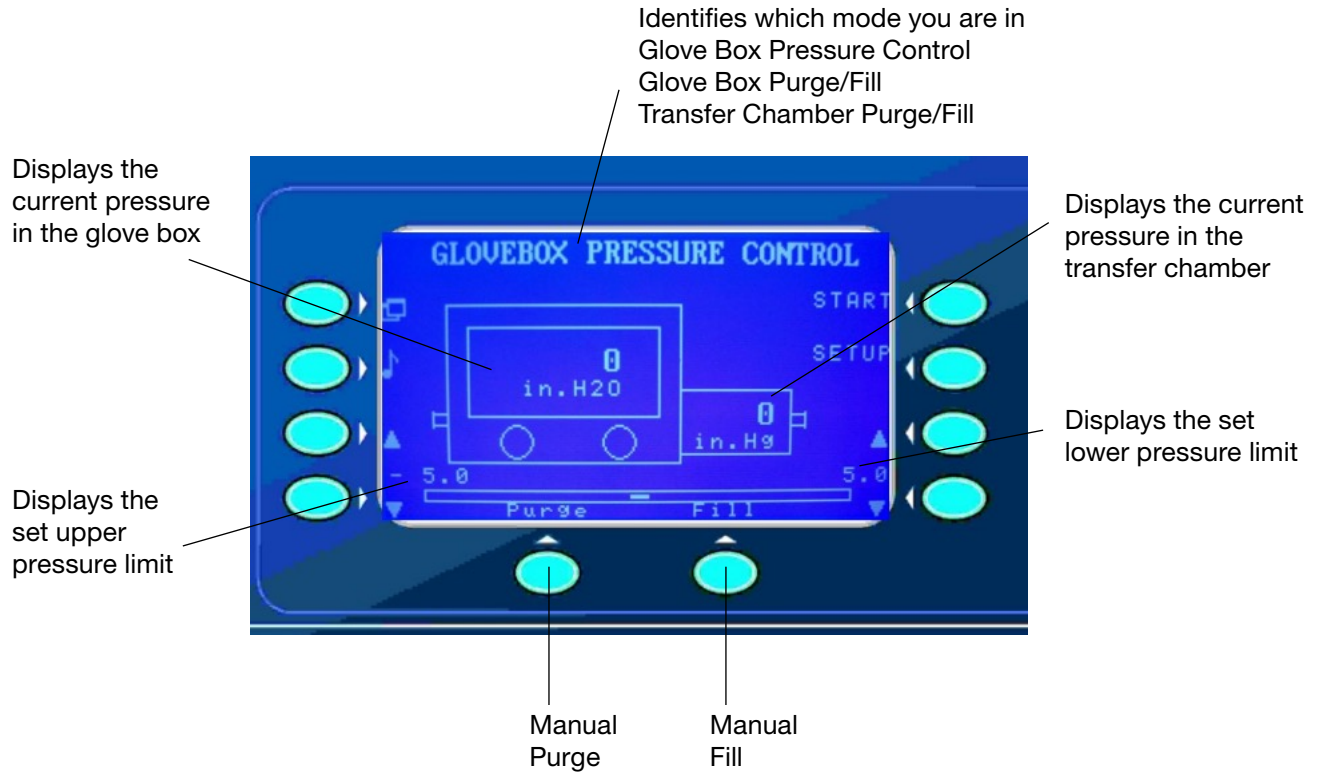 Identifies which mode you are in
Glove Box Pressure Control
Glove Box Purge/Fill
Transfer Chamber Purge/Fill
Displays the
current pressure
in the glove box
Displays the current
pressure in the
transfer chamber
GLOVEBOX PRESSURE CONTROL
START
SETUP
0
in.H2O
0
in.Hg
- 5.0
5.0
Purge
Fill
Displays the set
lower pressure limit
Displays the
set upper
pressure limit
Manual
Purge
Manual
Fill